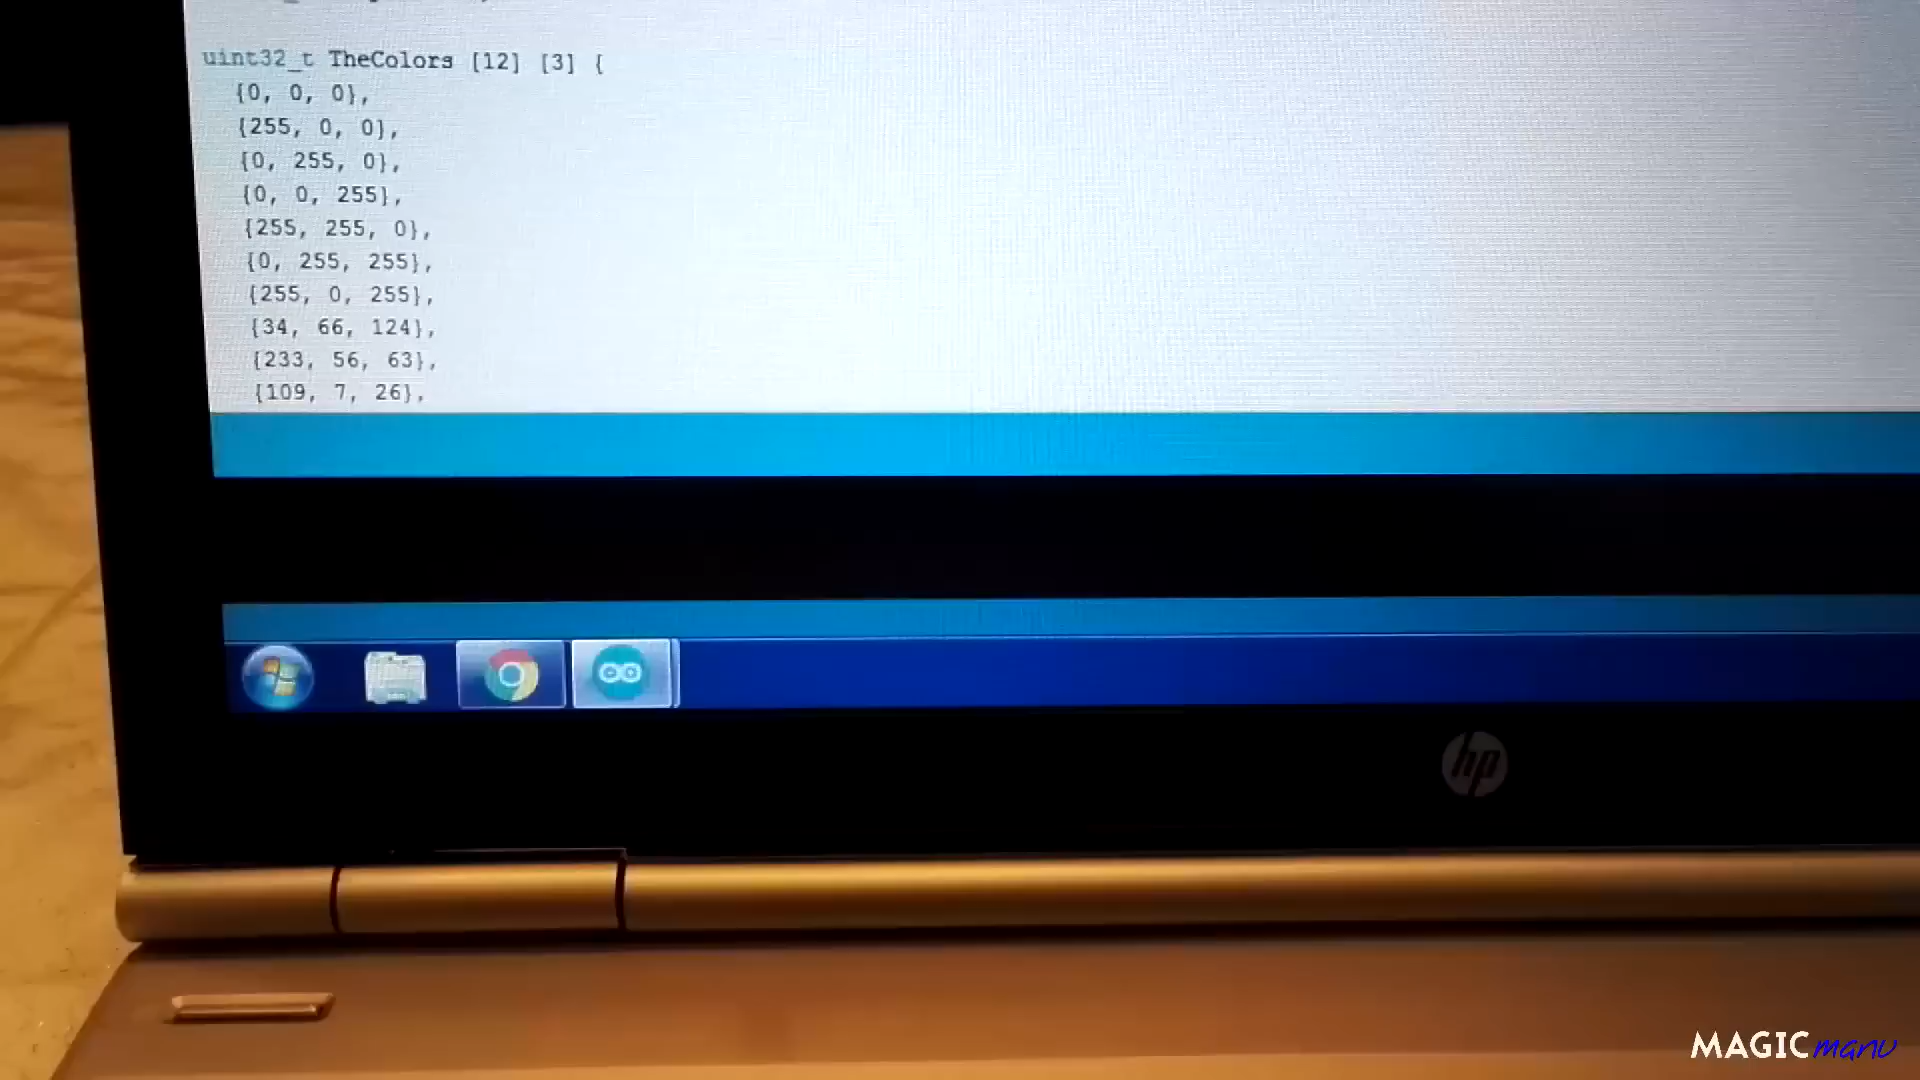 uint32_t TheColors [12] [3] {
{0, 0, 0},
{255, 0, 0},
{0, 255, 0},
{0, 0, 255},
{255, 255, 0},
{0, 255, 255},
{255, 0, 255},
{34, 66, 124},
{233, 56, 63},
{109, 7, 26},
hp
MAGICmanu